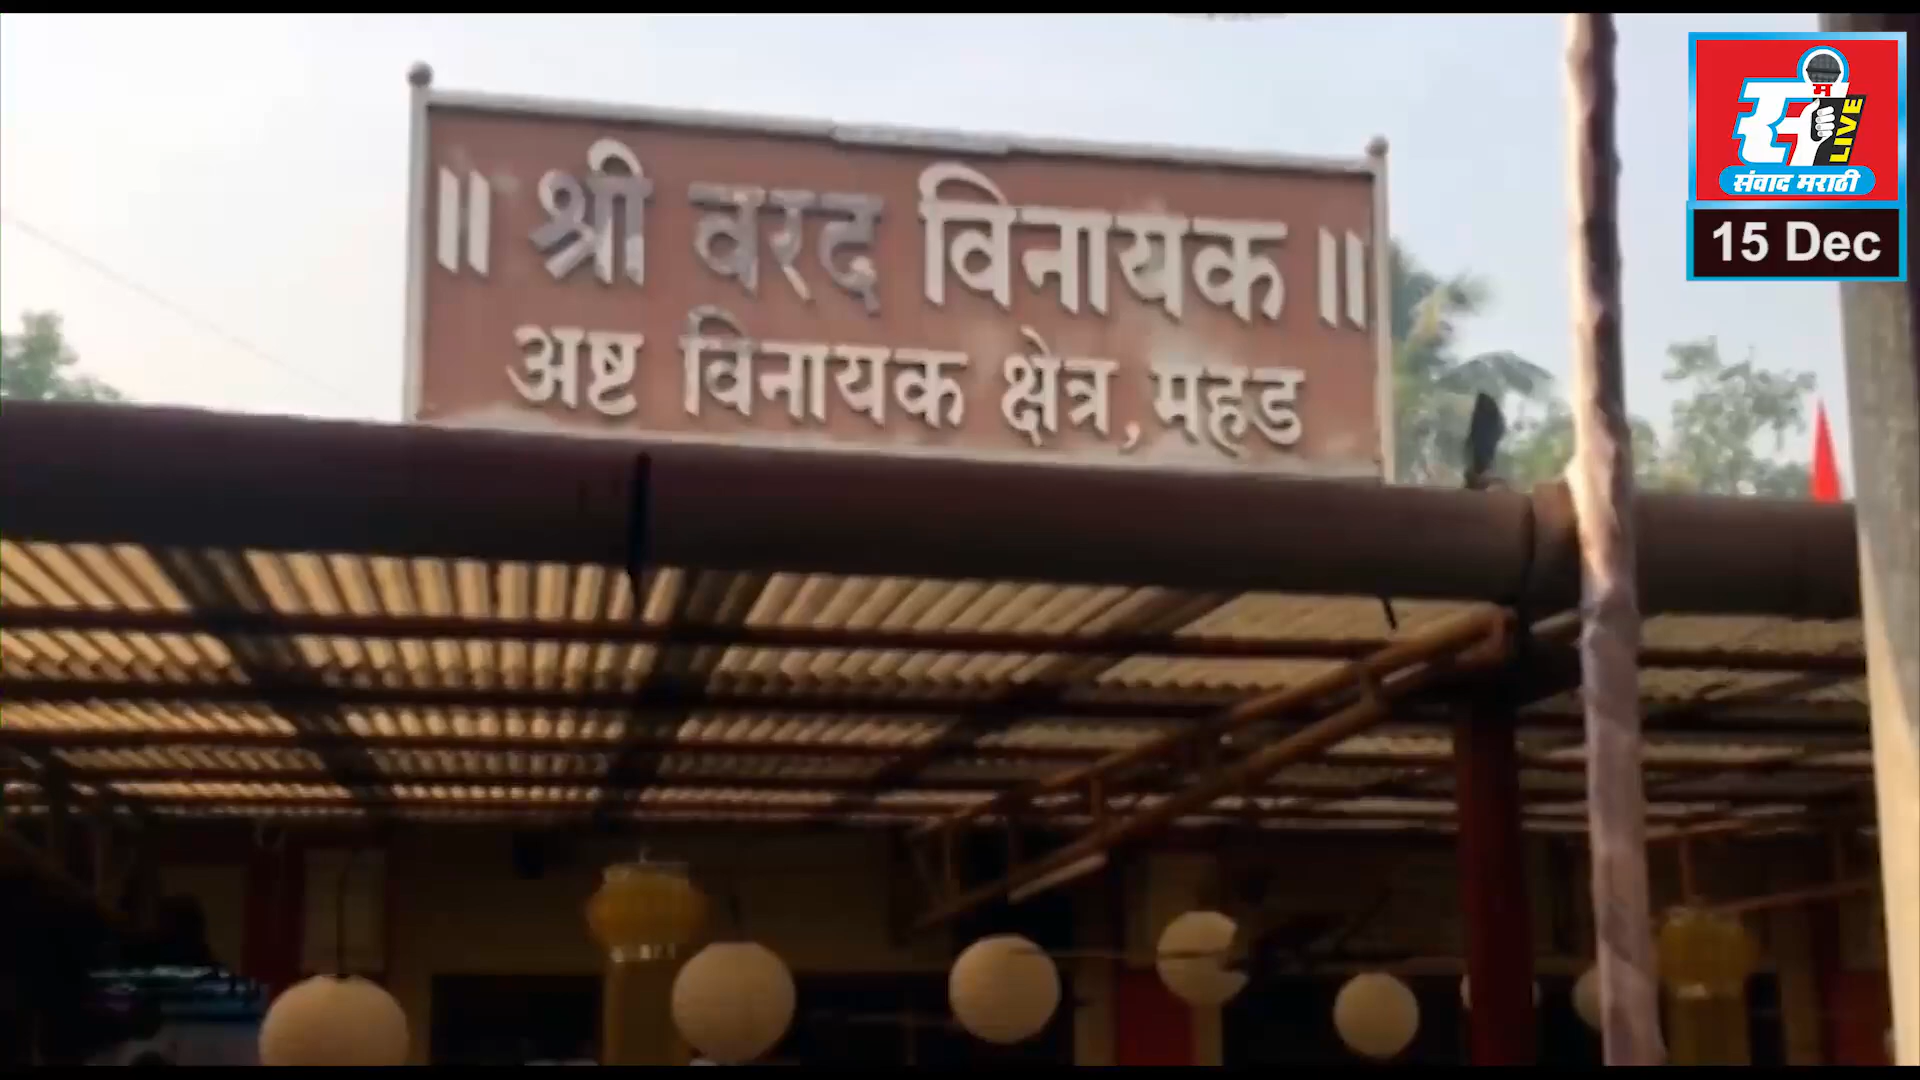 ॥ श्री वरद विनायक ॥
अष्ट विनायक क्षेत्र, महड
स म
LIVE
संवाद मराठी
15 Dec